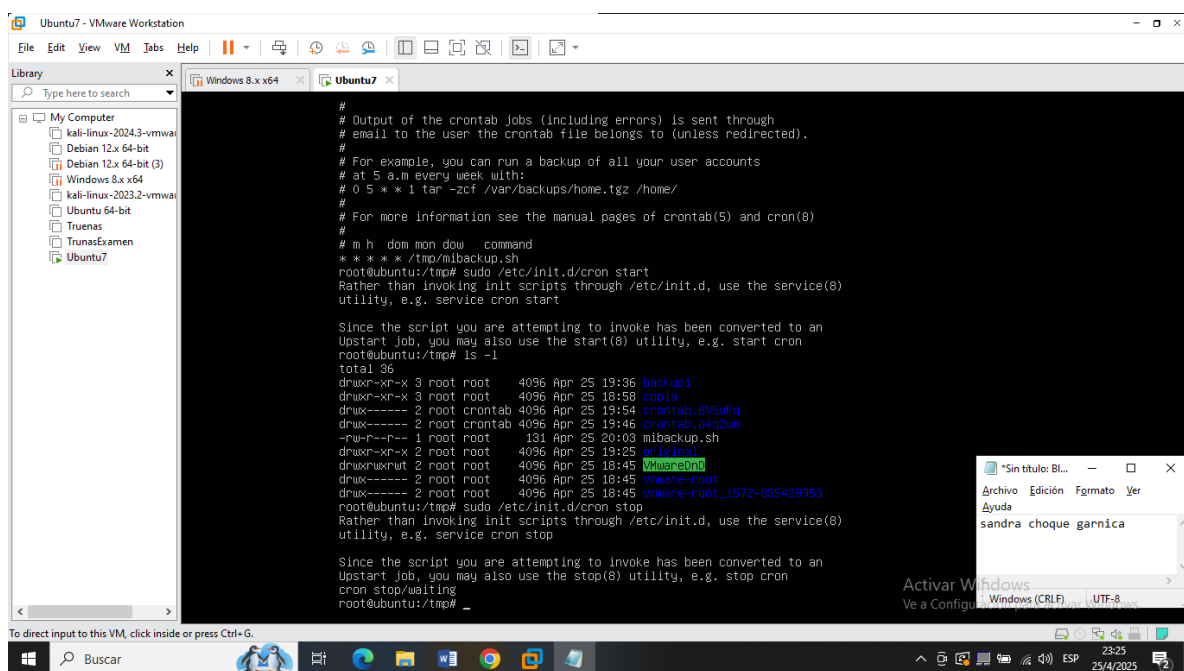 Ubuntu7 - VMware Workstation
File Edit View VM Tabs Help
Library
Type here to search
My Computer
kali-linux-2024.3-vmwar
Debian 12.x 64-bit
Debian 12.x 64-bit (3)
Windows 8.x x64
kali-linux-2023.2-vmwar
Ubuntu 64-bit
Truenas
TrunasExamen
Ubuntu7
Windows 8.x x64
Ubuntu7
#
# Output of the crontab jobs (including errors) is sent through
# email to the user the crontab file belongs to (unless redirected).
#
# For example, you can run a backup of all your user accounts
# at 5 a.m every week with:
# 0 5 * * 1 tar -zcf /var/backups/home.tgz /home/
#
# For more information see the manual pages of crontab(5) and cron(8)
#
# m h  dom mon dow   command
* * * * * /tmp/mibackup.sh
root@ubuntu:/tmp# sudo /etc/init.d/cron start
Rather than invoking init scripts through /etc/init.d, use the service(8)
utility, e.g. service cron start
Since the script you are attempting to invoke has been converted to an
Upstart job, you may also use the start(8) utility, e.g. start cron
root@ubuntu:/tmp# ls -l
total 36
drwxr-xr-x 3 root root    4096 Apr 25 19:36
drwxr-xr-x 3 root root    4096 Apr 25 18:58 copia
drwx------ 2 root crontab 4096 Apr 25 19:54
drwx------ 2 root crontab 4096 Apr 25 19:46
-rw-r--r-- 1 root root     131 Apr 25 20:03 mibackup.sh
drwxr-xr-x 2 root root    4096 Apr 25 19:25 original
drwxrwxrwt 2 root root    4096 Apr 25 18:45 VMwareDnD
drwx------ 2 root root    4096 Apr 25 18:45 vmware-root
drwx------ 2 root root    4096 Apr 25 18:45
root@ubuntu:/tmp# sudo /etc/init.d/cron stop
Rather than invoking init scripts through /etc/init.d, use the service(8)
utility, e.g. service cron stop
Since the script you are attempting to invoke has been converted to an
Upstart job, you may also use the stop(8) utility, e.g. stop cron
cron stop/waiting
root@ubuntu:/tmp# _
*Sin título: Bl...
Archivo Edición Formato Ver
Ayuda
sandra choque garnica
Windows (CRLF) UTF-8
Activar Windows
Ve a Configu
To direct input to this VM, click inside or press Ctrl+G.
Buscar
ESP
23:25
25/4/2025
2